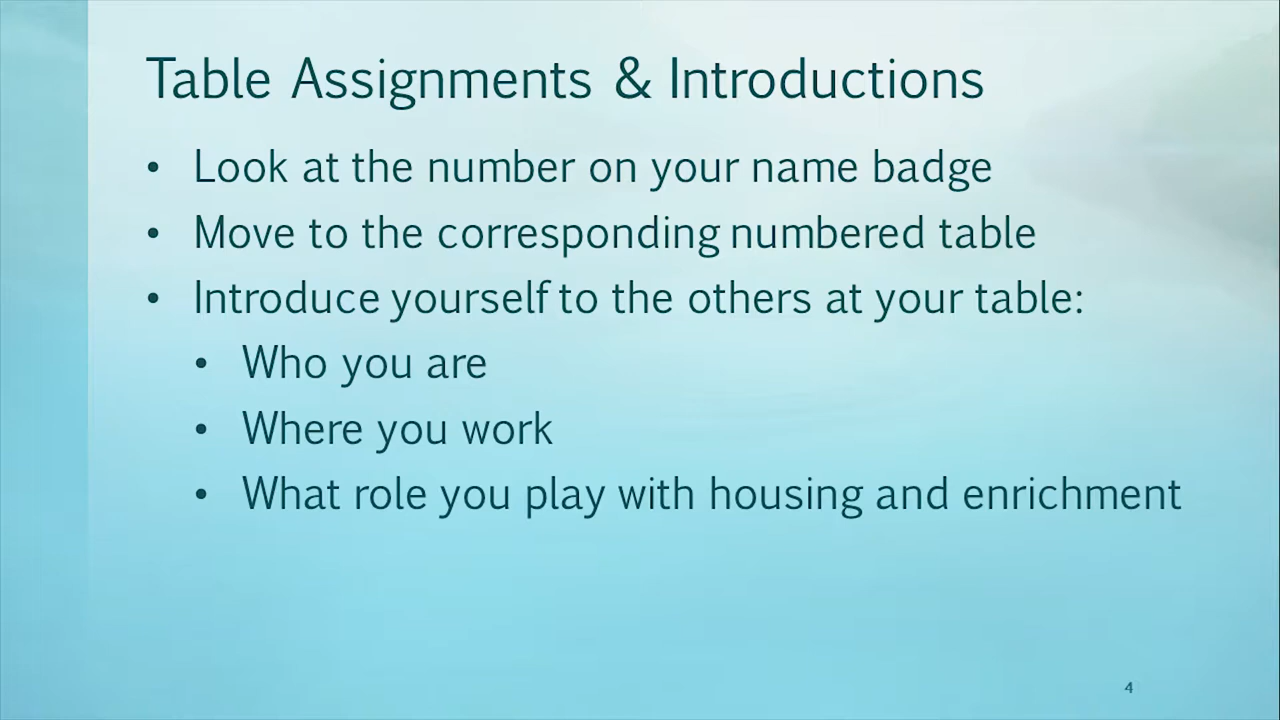 Table Assignments & Introductions
• Look at the number on your name badge
• Move to the corresponding numbered table
• Introduce yourself to the others at your table:
• Who you are
• Where you work
• What role you play with housing and enrichment
4